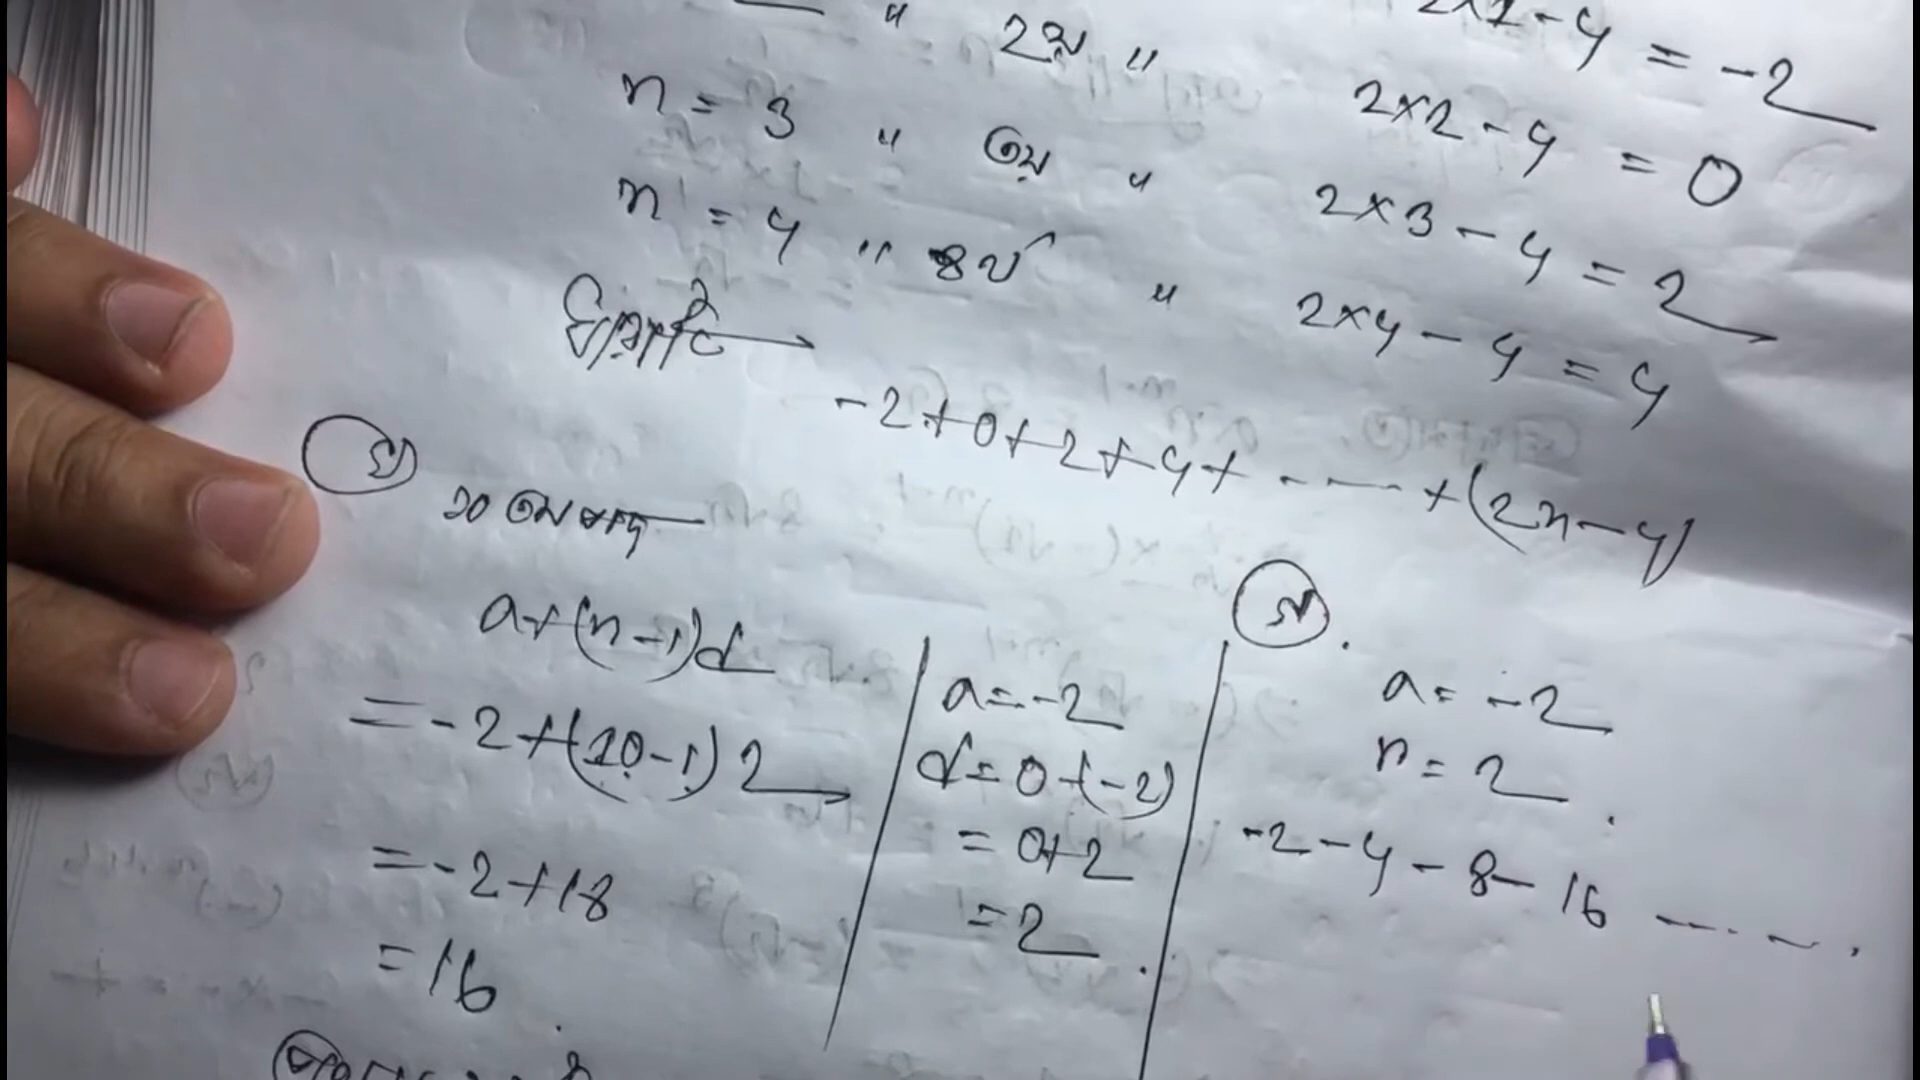 2×1-4 = -2
" 2য় " 2×2-4 = 0
n = 3 " ৩য় " 2×3-4 = 2
n = 4 " ৪র্থ " 2×4-4 = 4
-2+0+2+4+ ------ +(2n-4)
খ
১০ তম পদ
a+(n-1)d
= -2+(10-1)2
= -2+18
= 16
a = -2
d = 0-(-2)
= 0+2
= 2
গ
a = -2
r = 2
-2-4-8-16 ------